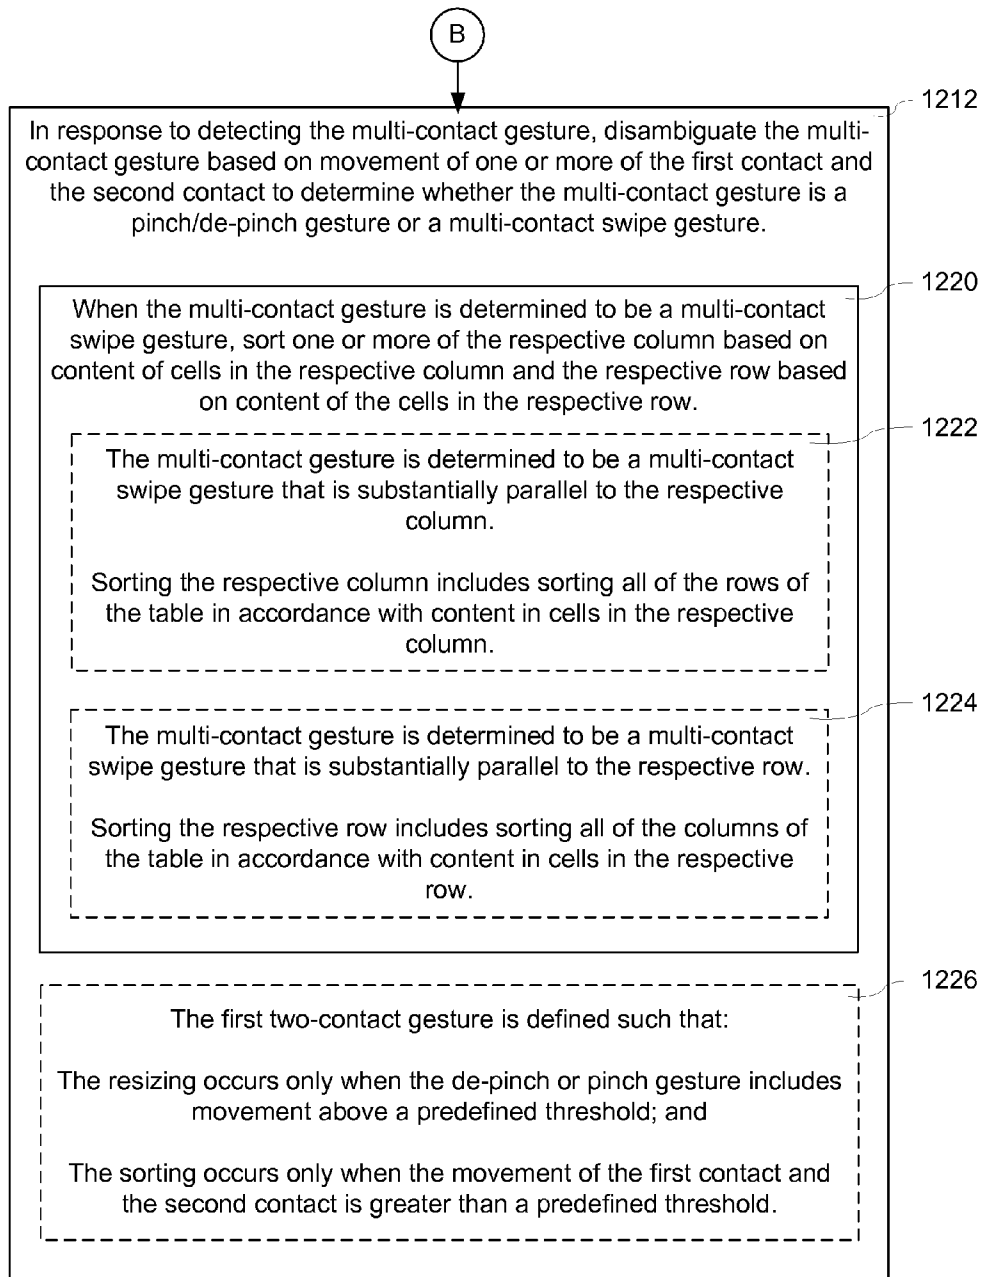 B
1212
In response to detecting the multi-contact gesture, disambiguate the multi-
contact gesture based on movement of one or more of the first contact and
the second contact to determine whether the multi-contact gesture is a
pinch/de-pinch gesture or a multi-contact swipe gesture.
1220
When the multi-contact gesture is determined to be a multi-contact
swipe gesture, sort one or more of the respective column based on
content of cells in the respective column and the respective row based
on content of the cells in the respective row.
1222
The multi-contact gesture is determined to be a multi-contact
swipe gesture that is substantially parallel to the respective
column.
Sorting the respective column includes sorting all of the rows of
the table in accordance with content in cells in the respective
column.
1224
The multi-contact gesture is determined to be a multi-contact
swipe gesture that is substantially parallel to the respective row.
Sorting the respective row includes sorting all of the columns of
the table in accordance with content in cells in the respective
row.
1226
The first two-contact gesture is defined such that:
The resizing occurs only when the de-pinch or pinch gesture includes
movement above a predefined threshold; and
The sorting occurs only when the movement of the first contact and
the second contact is greater than a predefined threshold.